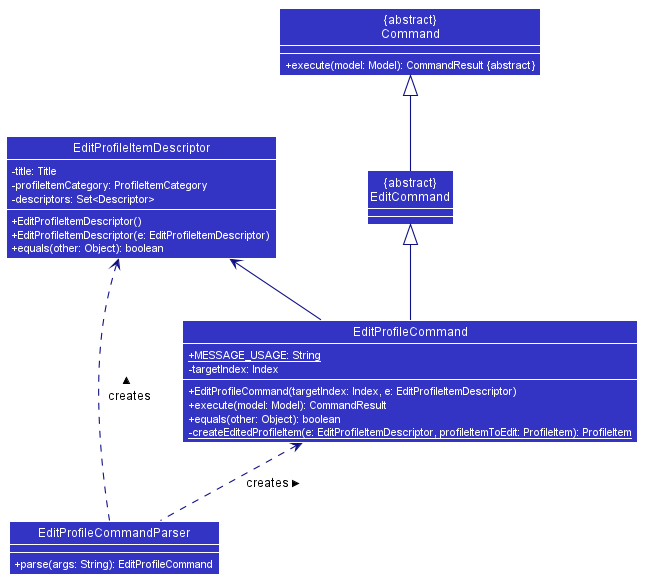 {abstract}
Command
+execute(model: Model): CommandResult {abstract}
EditProfileItemDescriptor
-title: Title
-profileItemCategory: ProfileItemCategory
-descriptors: Set<Descriptor>
+EditProfileItemDescriptor()
+EditProfileItemDescriptor(e: EditProfileItemDescriptor)
+equals(other: Object): boolean
{abstract}
EditCommand
EditProfileCommand
+MESSAGE_USAGE: String
-targetIndex: Index
+EditProfileCommand(targetIndex: Index, e: EditProfileItemDescriptor)
+execute(model: Model): CommandResult
+equals(other: Object): boolean
-createEditedProfileItem(e: EditProfileItemDescriptor, profileItemToEdit: ProfileItem): ProfileItem
creates
creates
EditProfileCommandParser
+parse(args: String): EditProfileCommand